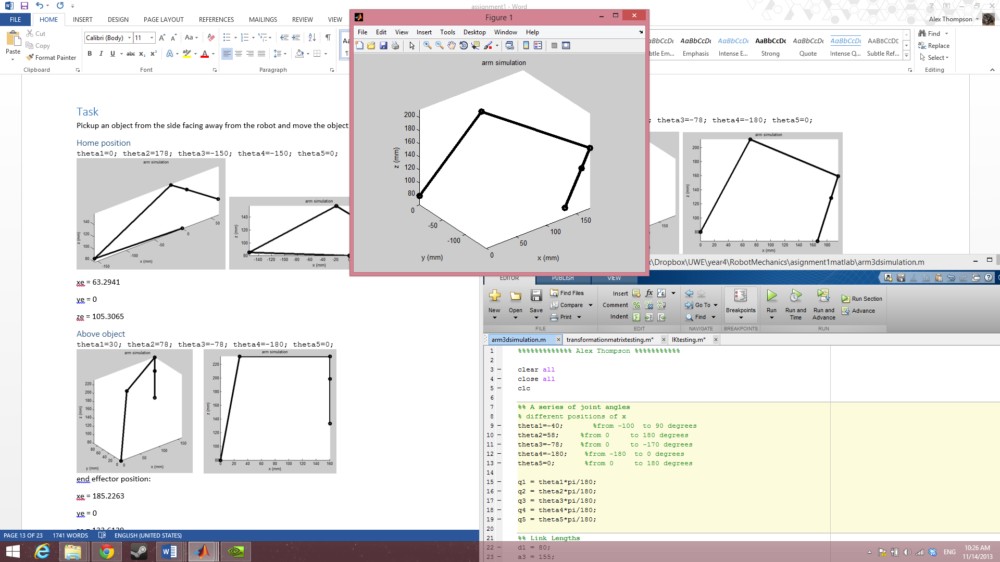 assignment1 - Word
FILE HOME INSERT DESIGN PAGE LAYOUT REFERENCES MAILINGS REVIEW VIEW
Alex Thompson
Paste
Cut
Copy
Format Painter
Clipboard
Calibri (Body) 11
Font
Paragraph
Emphasis
Intense E...
Strong
Quote
Intense Q...
Subtle Ref...
Find
Replace
Select
Editing
Task
Pickup an object from the side facing away from the robot and move the object
Home position
theta1=0; theta2=178; theta3=-150; theta4=-150; theta5=0;
arm simulation
140
120
100
80
z (mm)
-150
-100
-50
0
50
x (mm)
arm simulation
140
120
100
80
z (mm)
-140 -120 -100 -80 -60 -40 -20 0
x (mm)
xe = 63.2941
ye = 0
ze = 105.3065
Above object
theta1=30; theta2=78; theta3=-78; theta4=-180; theta5=0;
arm simulation
220
200
180
160
140
120
100
80
z (mm)
80
60
40
20
0
y (mm)
0
50
100
150
x (mm)
arm simulation
220
200
180
160
140
120
100
80
z (mm)
0 20 40 60 80 100 120 140 160
x (mm)
end effector position:
xe = 185.2263
ye = 0
PAGE 13 OF 23 1741 WORDS ENGLISH (UNITED STATES)
Figure 1
File Edit View Insert Tools Desktop Window Help
arm simulation
200
180
160
140
120
100
80
z (mm)
0
-50
-100
y (mm)
0
50
100
150
x (mm)
; theta3=-78; theta4=-180; theta5=0;
150
arm simulation
200
180
160
140
120
100
80
z (mm)
0 20 40 60 80 100 120 140 160 180
x (mm)
\Dropbox\UWE\year4\RobotMechanics\asignment1matlab\arm3dsimulation.m
EDITOR PUBLISH VIEW
New
Open
Save
Find Files
Compare
Print
FILE
Insert
Comment
Indent
EDIT
Go To
Find
NAVIGATE
Breakpoints
BREAKPOINTS
Run
Run and Time
Run and Advance
Run Section
Advance
RUN
arm3dsimulation.m transformationmatrixtesting.m* IKtesting.m*
1 %%%%%%%%%%%%% Alex Thompson %%%%%%%%%%%
2
3 clear all
4 close all
5 clc
6
7 %% A series of joint angles
8 % different positions of x
9 theta1=-40; %from -100 to 90 degrees
10 theta2=58; %from 0 to 180 degrees
11 theta3=-78; %from 0 to -170 degrees
12 theta4=-180; %from -180 to 0 degrees
13 theta5=0; %from 0 to 180 degrees
14
15 q1 = theta1*pi/180;
16 q2 = theta2*pi/180;
17 q3 = theta3*pi/180;
18 q4 = theta4*pi/180;
19 q5 = theta5*pi/180;
20
21 %% Link Lengths
22 d1 = 80;
23 a3 = 155;
ENG
10:26 AM
11/14/2013